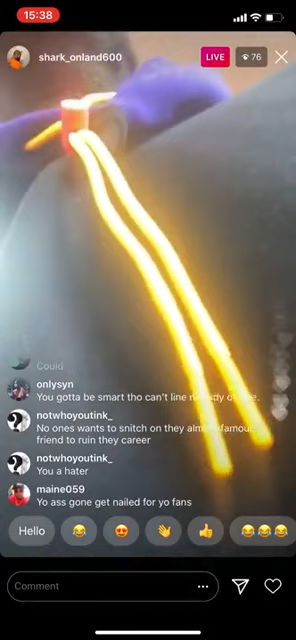 15:38
shark_onland600
LIVE
76
Could
onlysyn
You gotta be smart tho can't line
notwhoyoutink_
No ones wants to snitch on they
friend to ruin they career
notwhoyoutink_
You a hater
maine059
Yo ass gone get nailed for yo fans
Hello
Comment